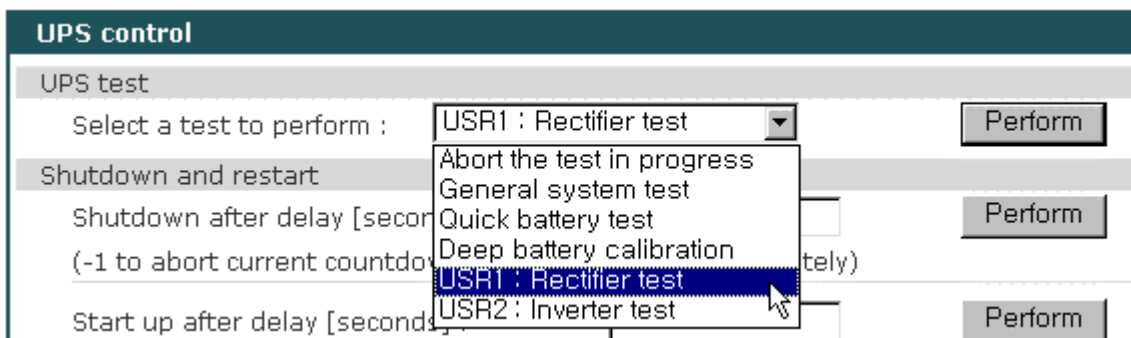 UPS control
UPS test
Select a test to perform : USR1 : Rectifier test Perform
Abort the test in progress
Shutdown and restart
General system test
Shutdown after delay [secon
Quick battery test
Perform
Deep battery calibration
(-1 to abort current countdo
tely)
USR1 : Rectifier test
USR2 : Inverter test
Start up after delay [seconds] :
Perform